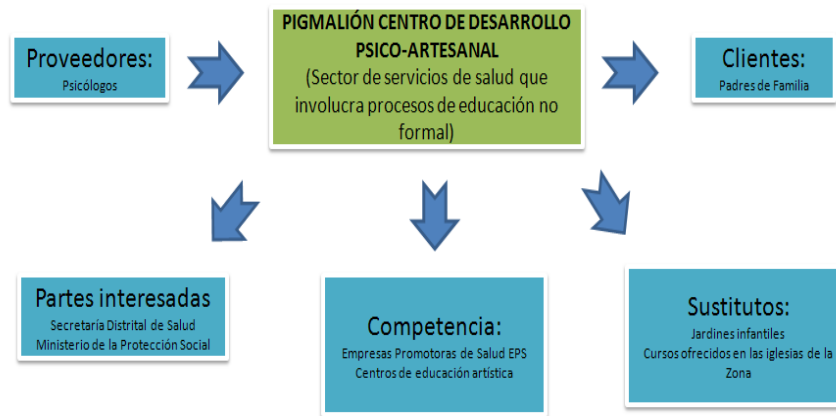 Proveedores:
Psicólogos
PIGMALIÓN CENTRO DE DESARROLLO
PSICO-ARTESANAL
(Sector de servicios de salud que
involucra procesos de educación no
formal)
Clientes:
Padres de Familia
Partes interesadas
Secretaría Distrital de Salud
Ministerio de la Protección Social
Competencia:
Empresas Promotoras de Salud EPS
Centros de educación artística
Sustitutos:
Jardines infantiles
Cursos ofrecidos en las iglesias de la
Zona